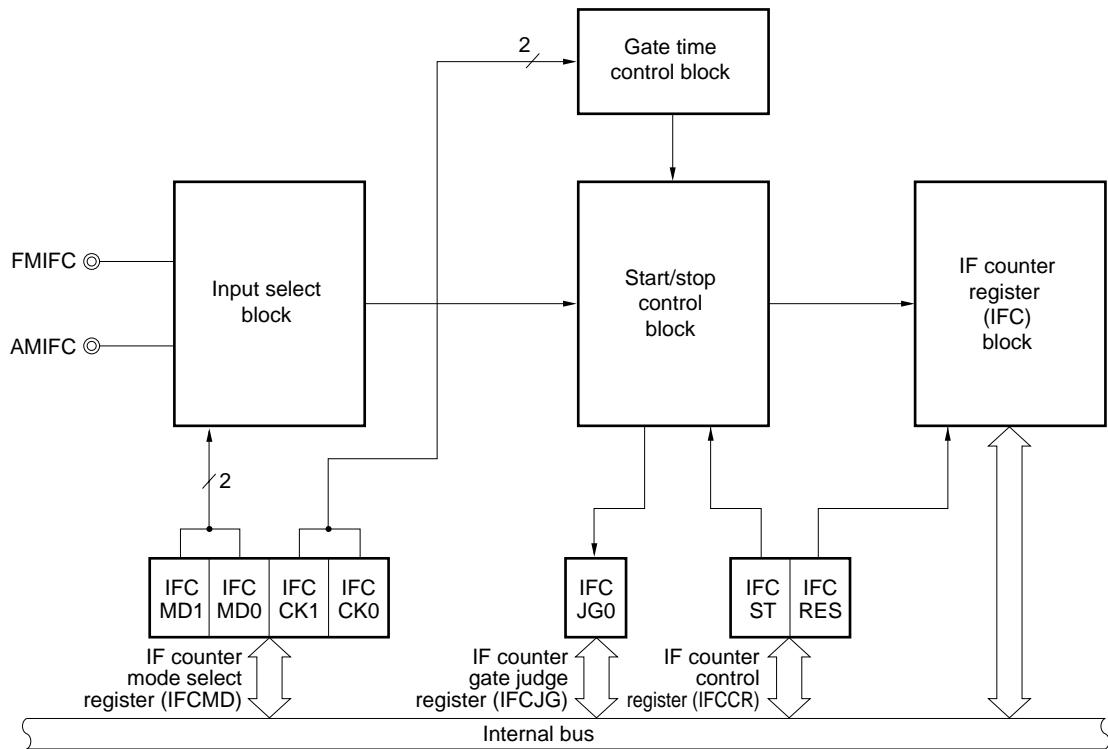 2
Gate time
control block
FMIFC
AMIFC
Input select
block
Start/stop
control
block
IF counter
register
(IFC)
block
2
IFC
MD1
IFC
MD0
IFC
CK1
IFC
CK0
IFC
JG0
IFC
ST
IFC
RES
IF counter
mode select
register (IFCMD)
IF counter
gate judge
register (IFCJG)
IF counter
control
register (IFCCR)
Internal bus